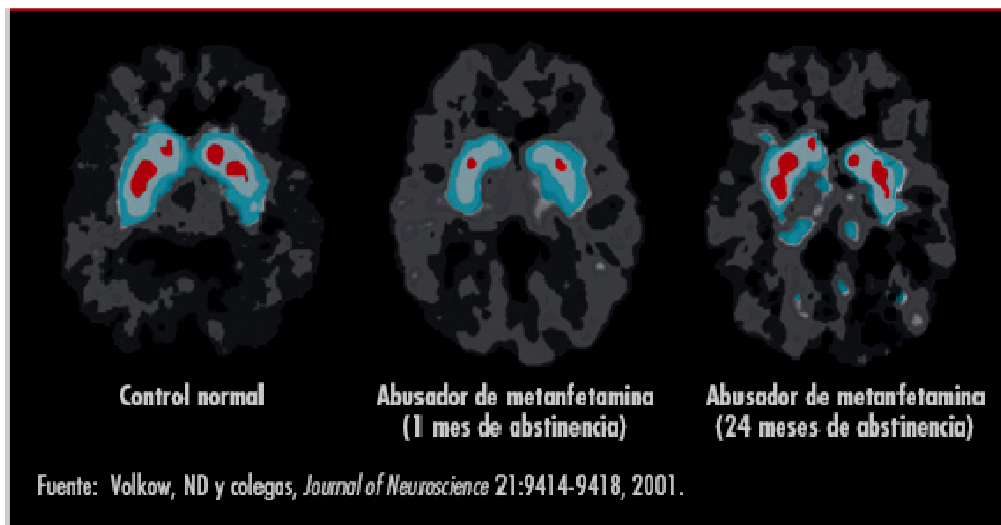 Control normal
Abusador de metanfetamina
(1 mes de abstinencia)
Abusador de metanfetamina
(24 meses de abstinencia)
Fuente: Volkow, ND y colegas, Journal of Neuroscience 21:9414-9418, 2001.